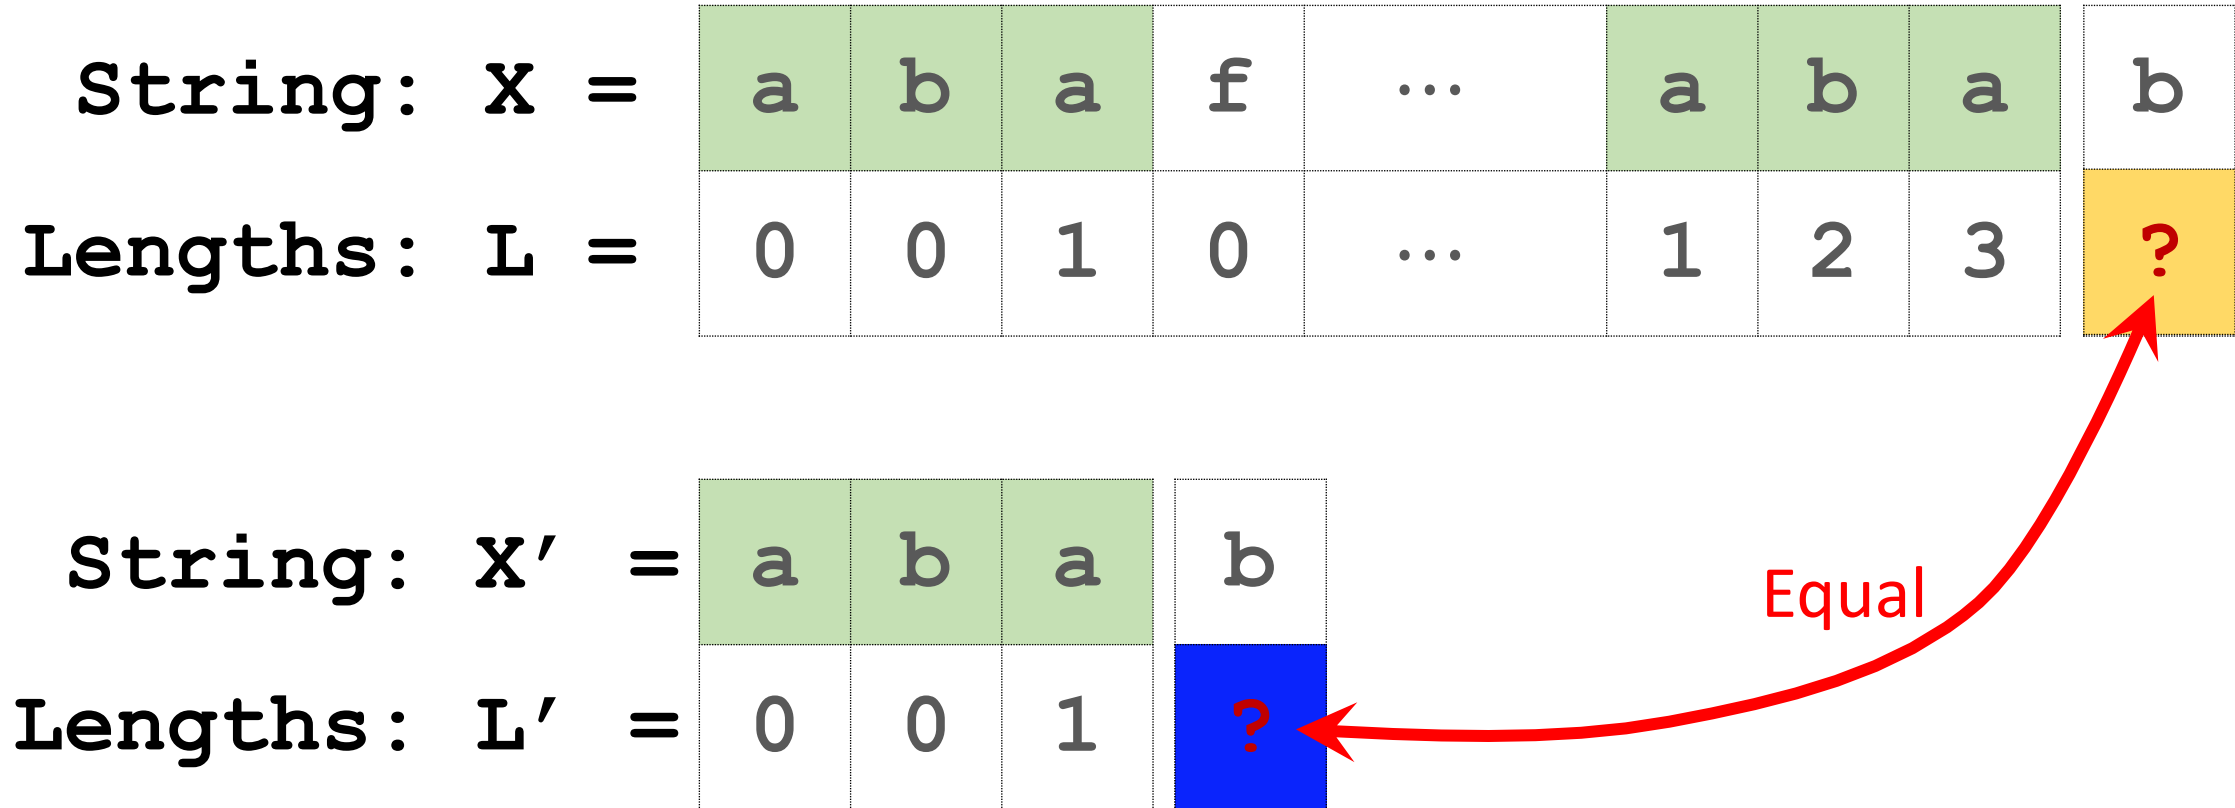 String: X = a b a f ... a b a b
Lengths: L = 0 0 1 0 ... 1 2 3 ?
String: X' = a b a b
Equal
Lengths: L' = 0 0 1 ?